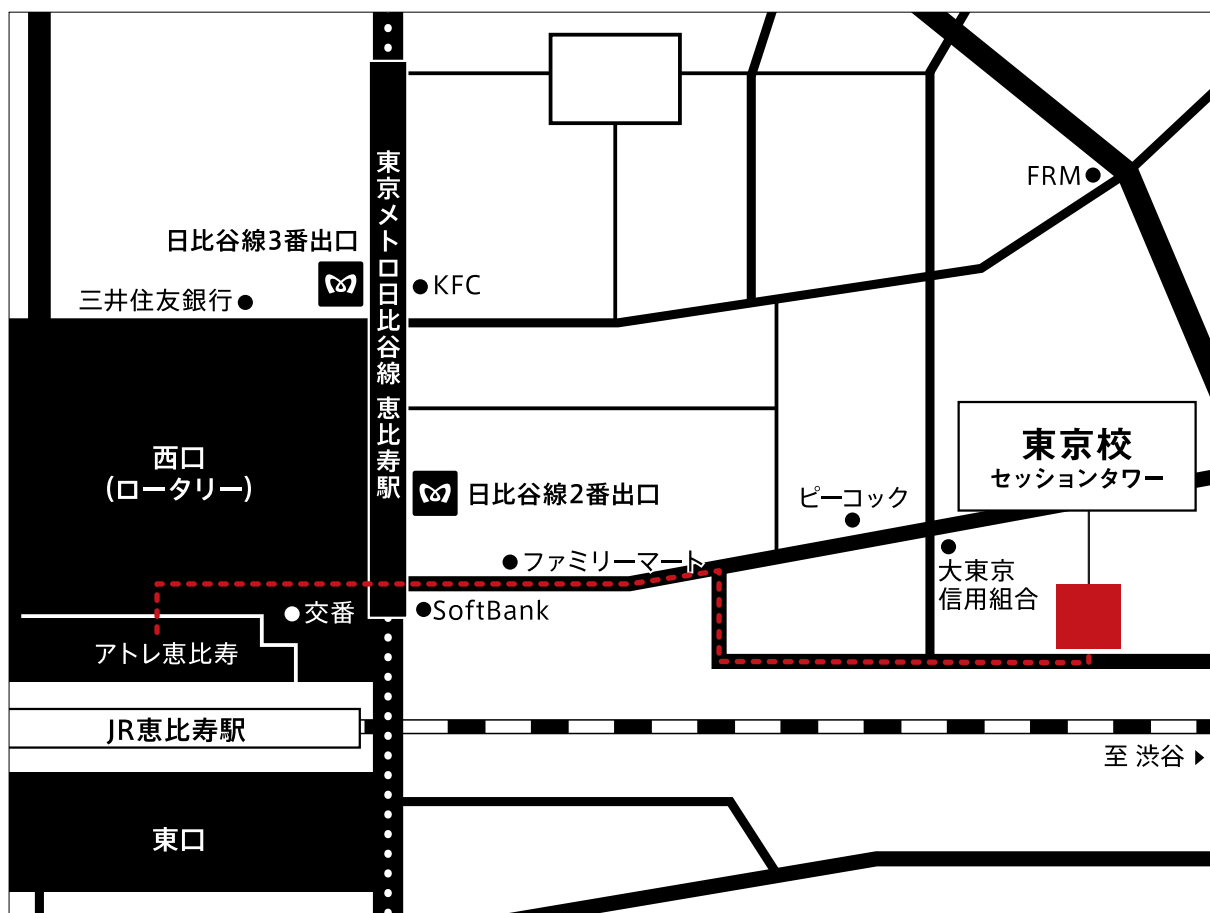 FRM
日比谷線3番出口
三井住友銀行
KFC
東京メトロ日比谷線 恵比寿駅
東京校
セッションタワー
西口
(ロータリー)
日比谷線2番出口
ピーコック
ファミリーマート
大東京
信用組合
交番
SoftBank
アトレ恵比寿
JR恵比寿駅
至 渋谷
東口